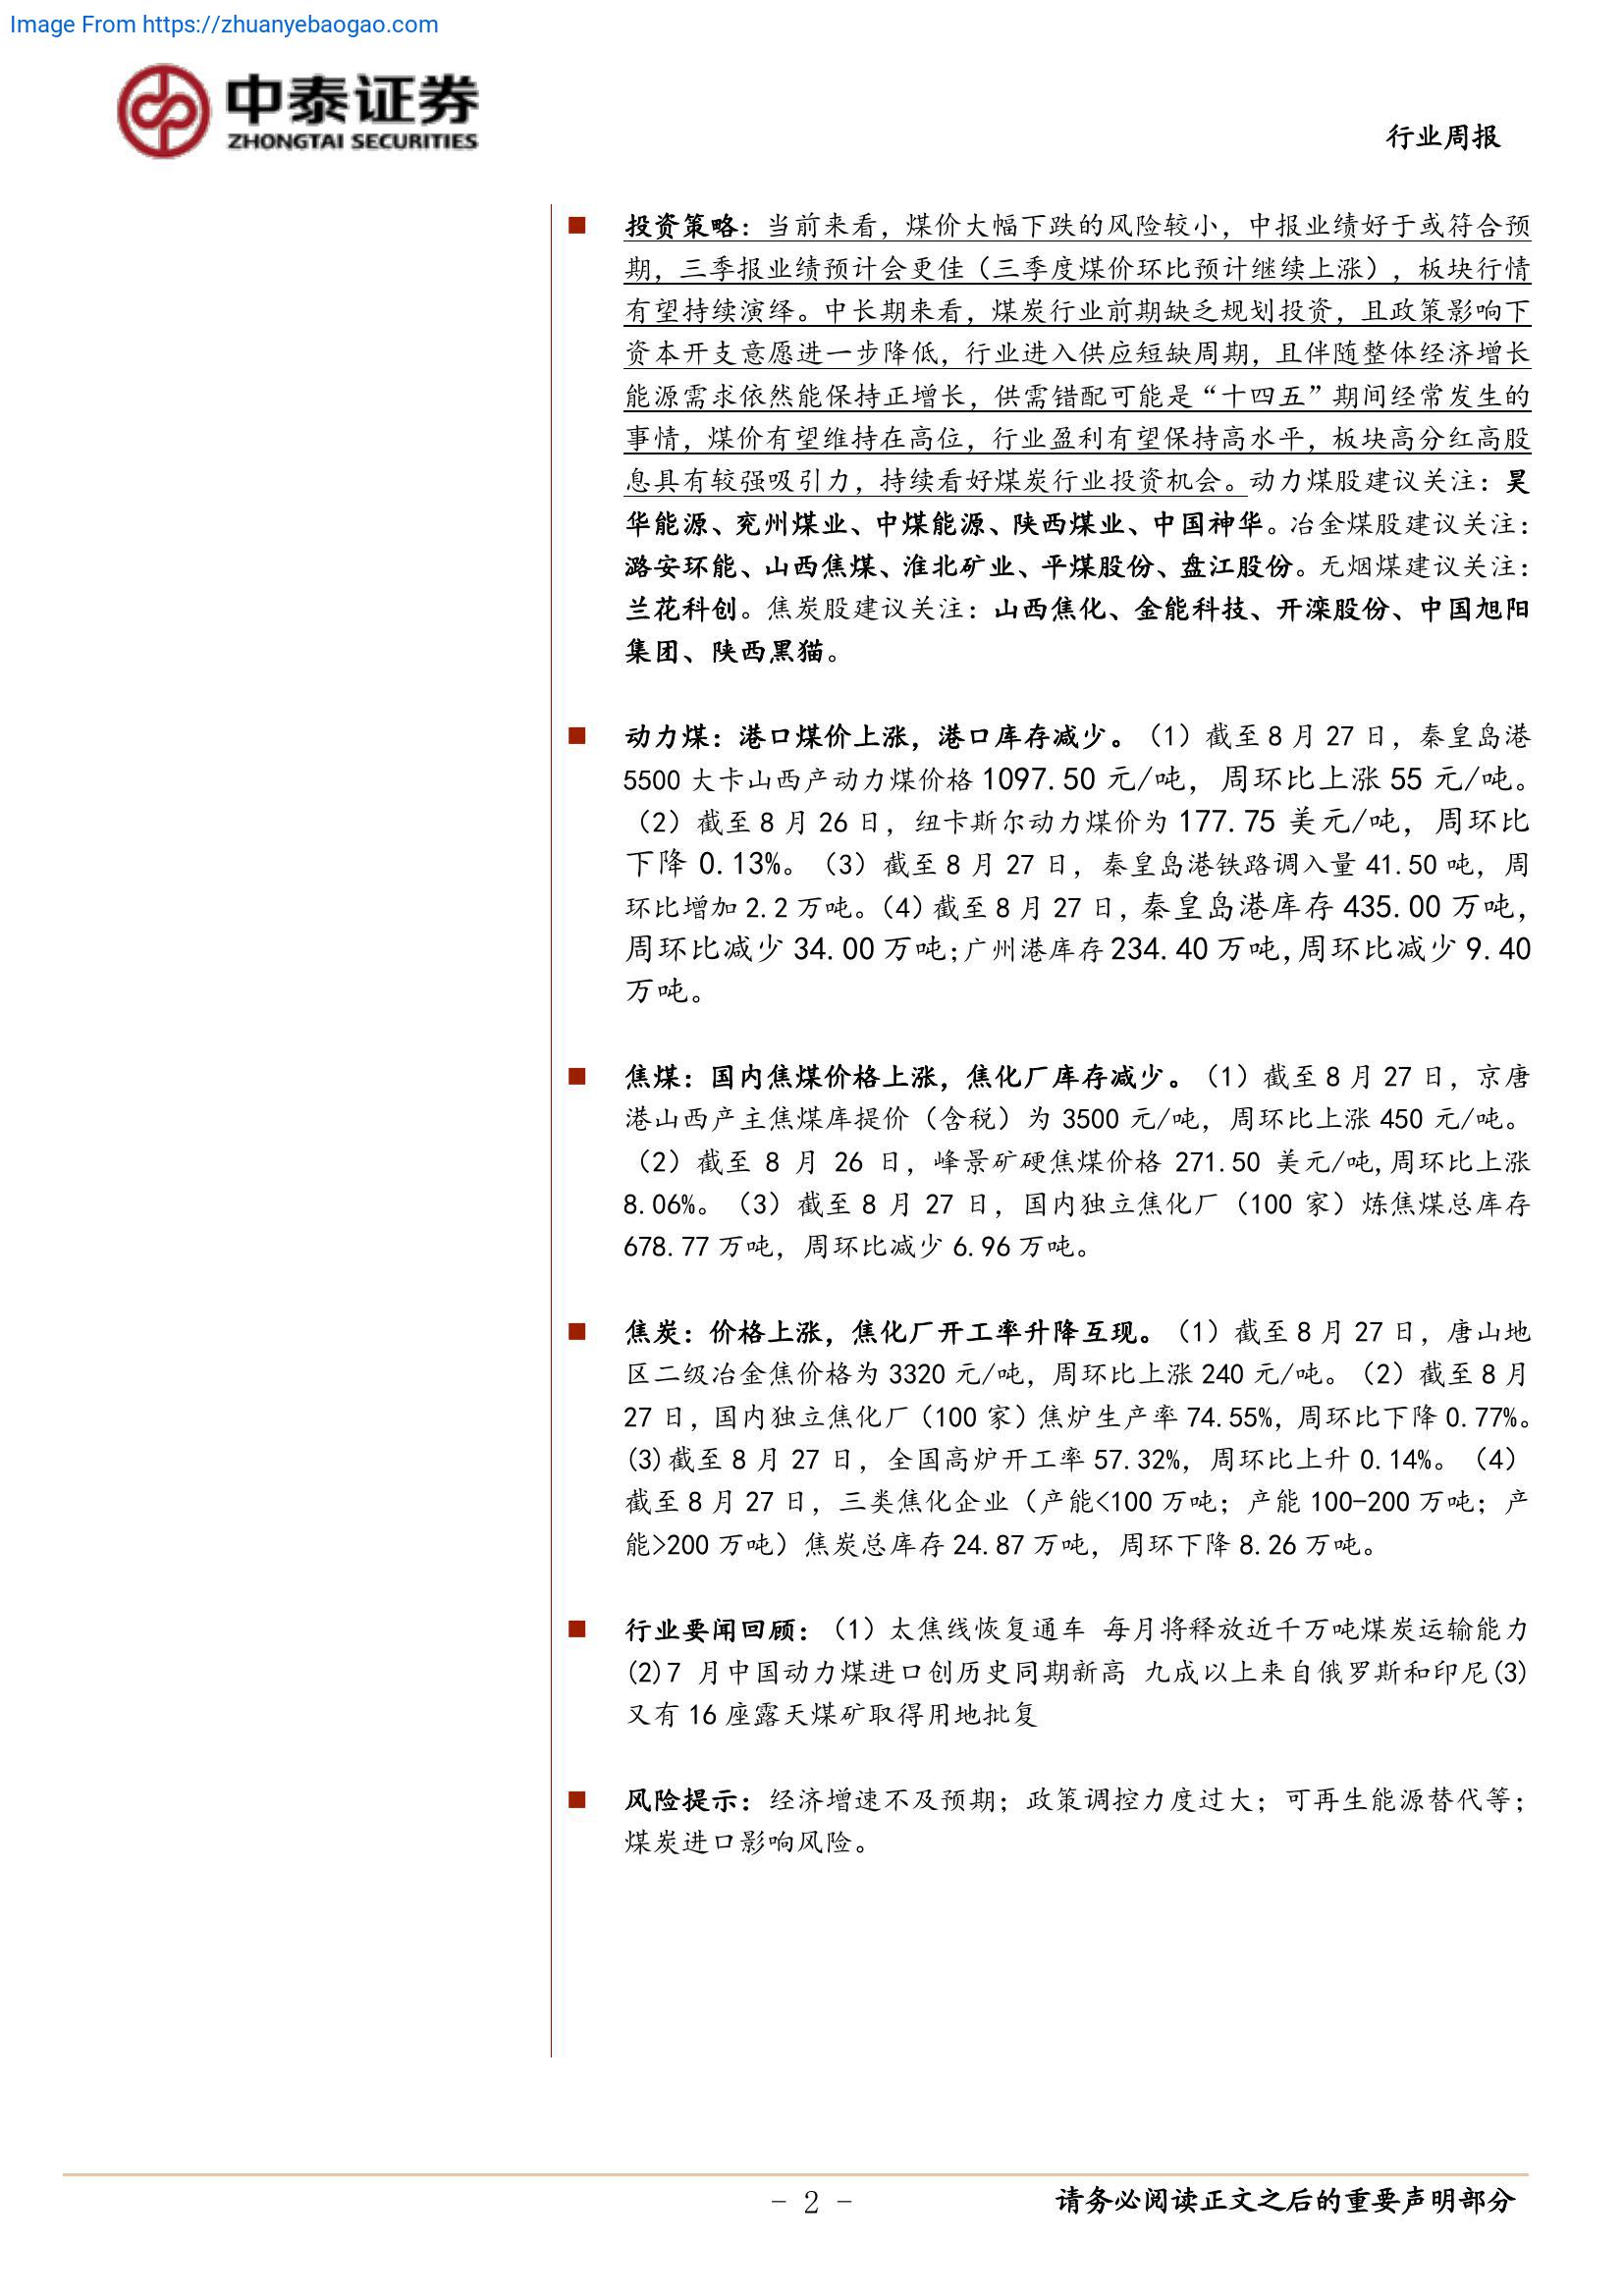 Image From https://zhuanyebaogao.com
中泰证券
ZHONGTAI SECURITIES
行业周报
投资策略：当前来看，煤价大幅下跌的风险较小，中报业绩好于或符合预
期，三季报业绩预计会更佳（三季度煤价环比预计继续上涨），板块行情
有望持续演绎。中长期来看，煤炭行业前期缺乏规划投资，且政策影响下
资本开支意愿进一步降低，行业进入供应短缺周期，且伴随整体经济增长
能源需求依然能保持正增长，供需错配可能是“十四五”期间经常发生的
事情，煤价有望维持在高位，行业盈利有望保持高水平，板块高分红高股
息具有较强吸引力，持续看好煤炭行业投资机会。动力煤股建议关注：昊
华能源、兖州煤业、中煤能源、陕西煤业、中国神华。冶金煤股建议关注：
潞安环能、山西焦煤、淮北矿业、平煤股份、盘江股份。无烟煤建议关注：
兰花科创。焦炭股建议关注：山西焦化、金能科技、开滦股份、中国旭阳
集团、陕西黑猫。
动力煤：港口煤价上涨，港口库存减少。（1）截至 8 月 27 日，秦皇岛港
5500 大卡山西产动力煤价格 1097.50 元/吨，周环比上涨 55 元/吨。
（2）截至 8 月 26 日，纽卡斯尔动力煤价为 177.75 美元/吨，周环比
下降 0.13%。（3）截至 8 月 27 日，秦皇岛港铁路调入量 41.50 吨，周
环比增加 2.2 万吨。（4）截至 8 月 27 日，秦皇岛港库存 435.00 万吨，
周环比减少 34.00 万吨;广州港库存 234.40 万吨,周环比减少 9.40
万吨。
焦煤：国内焦煤价格上涨，焦化厂库存减少。（1）截至 8 月 27 日，京唐
港山西产主焦煤库提价（含税）为 3500 元/吨，周环比上涨 450 元/吨。
（2）截至 8 月 26 日，峰景矿硬焦煤价格 271.50 美元/吨,周环比上涨
8.06%。（3）截至 8 月 27 日，国内独立焦化厂（100 家）炼焦煤总库存
678.77 万吨，周环比减少 6.96 万吨。
焦炭：价格上涨，焦化厂开工率升降互现。（1）截至 8 月 27 日，唐山地
区二级冶金焦价格为 3320 元/吨，周环比上涨 240 元/吨。（2）截至 8 月
27 日，国内独立焦化厂（100 家）焦炉生产率 74.55%，周环比下降 0.77%。
(3)截至 8 月 27 日，全国高炉开工率 57.32%，周环比上升 0.14%。（4）
截至 8 月 27 日，三类焦化企业（产能<100 万吨；产能 100-200 万吨；产
能>200 万吨）焦炭总库存 24.87 万吨，周环下降 8.26 万吨。
行业要闻回顾：（1）太焦线恢复通车 每月将释放近千万吨煤炭运输能力
(2)7 月中国动力煤进口创历史同期新高 九成以上来自俄罗斯和印尼(3)
又有 16 座露天煤矿取得用地批复
风险提示：经济增速不及预期；政策调控力度过大；可再生能源替代等；
煤炭进口影响风险。
- 2 -
请务必阅读正文之后的重要声明部分